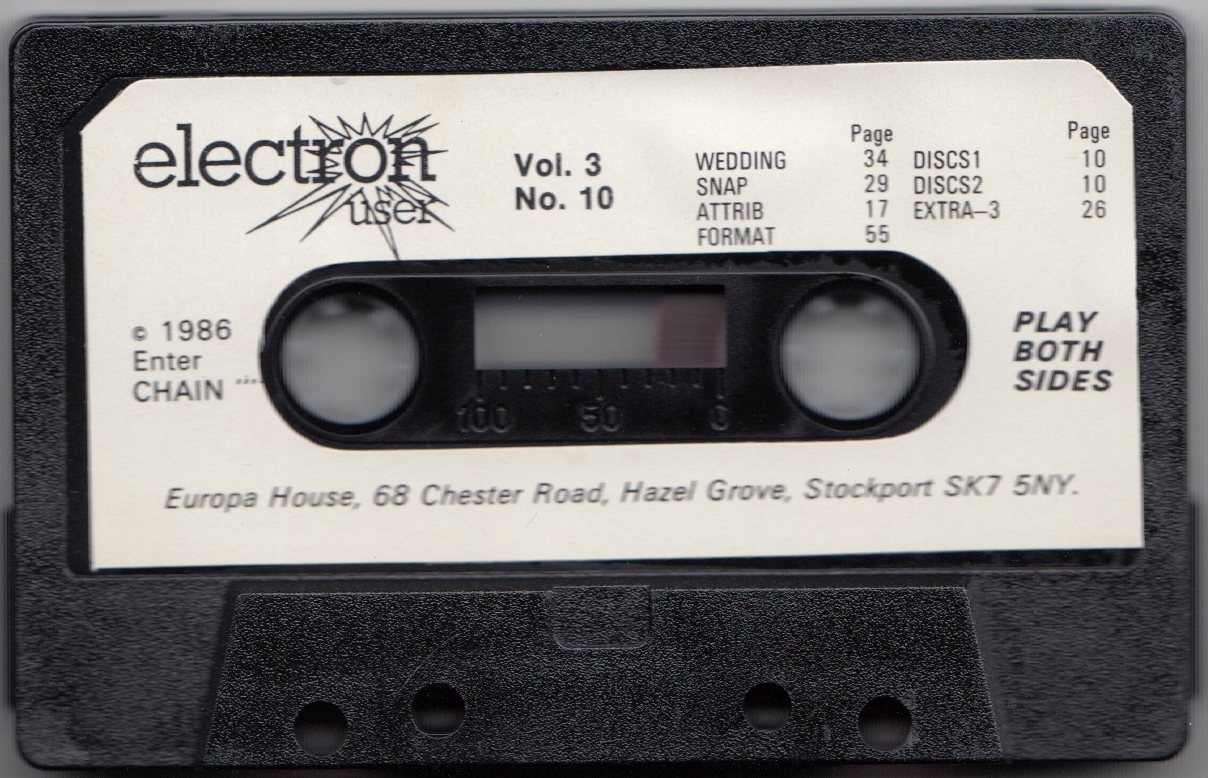 electron
user
Vol. 3
No. 10
Page
WEDDING 34
SNAP 29
ATTRIB 17
FORMAT 55
Page
DISCS1 10
DISCS2 10
EXTRA–3 26
© 1986
Enter
CHAIN """"
PLAY
BOTH
SIDES
100 50 0
Europa House, 68 Chester Road, Hazel Grove, Stockport SK7 5NY.